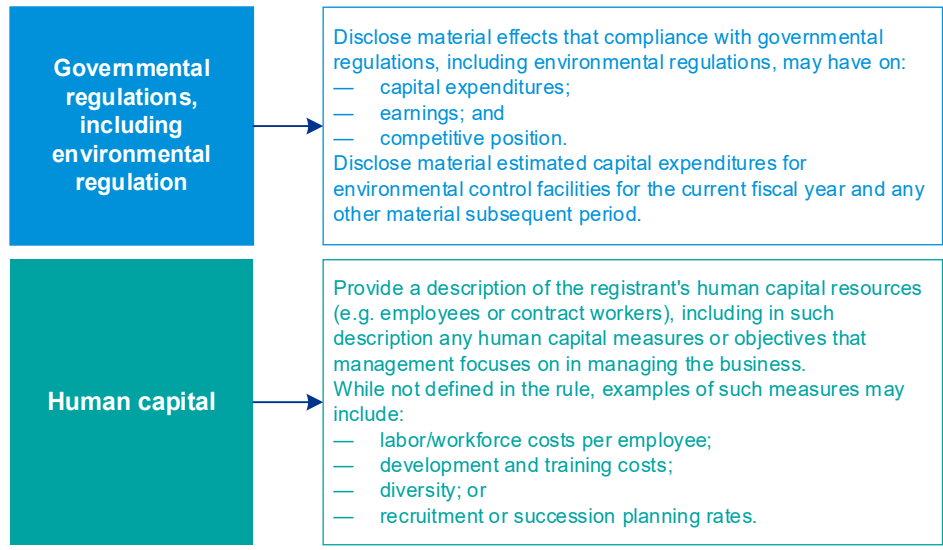 Governmental
regulations,
including
environmental
regulation
Disclose material effects that compliance with governmental
regulations, including environmental regulations, may have on:
— capital expenditures;
— earnings; and
— competitive position.
Disclose material estimated capital expenditures for
environmental control facilities for the current fiscal year and any
other material subsequent period.
Human capital
Provide a description of the registrant's human capital resources
(e.g. employees or contract workers), including in such
description any human capital measures or objectives that
management focuses on in managing the business.
While not defined in the rule, examples of such measures may
include:
— labor/workforce costs per employee;
— development and training costs;
— diversity; or
— recruitment or succession planning rates.